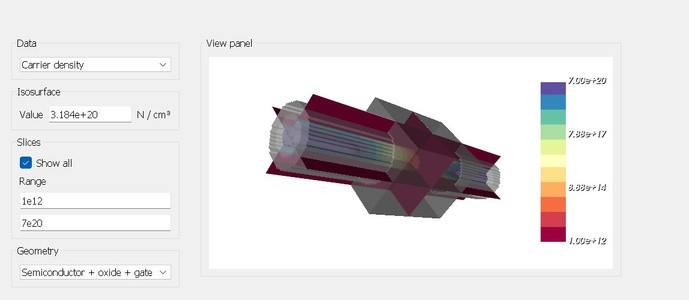 Data
Carrier density
Isosurface
Value 3.184e+20 N / cm³
Slices
Show all
Range
1e12
7e20
Geometry
Semiconductor + oxide + gate
View panel
7.00e+20
7.88e+17
8.88e+14
1.00e+12